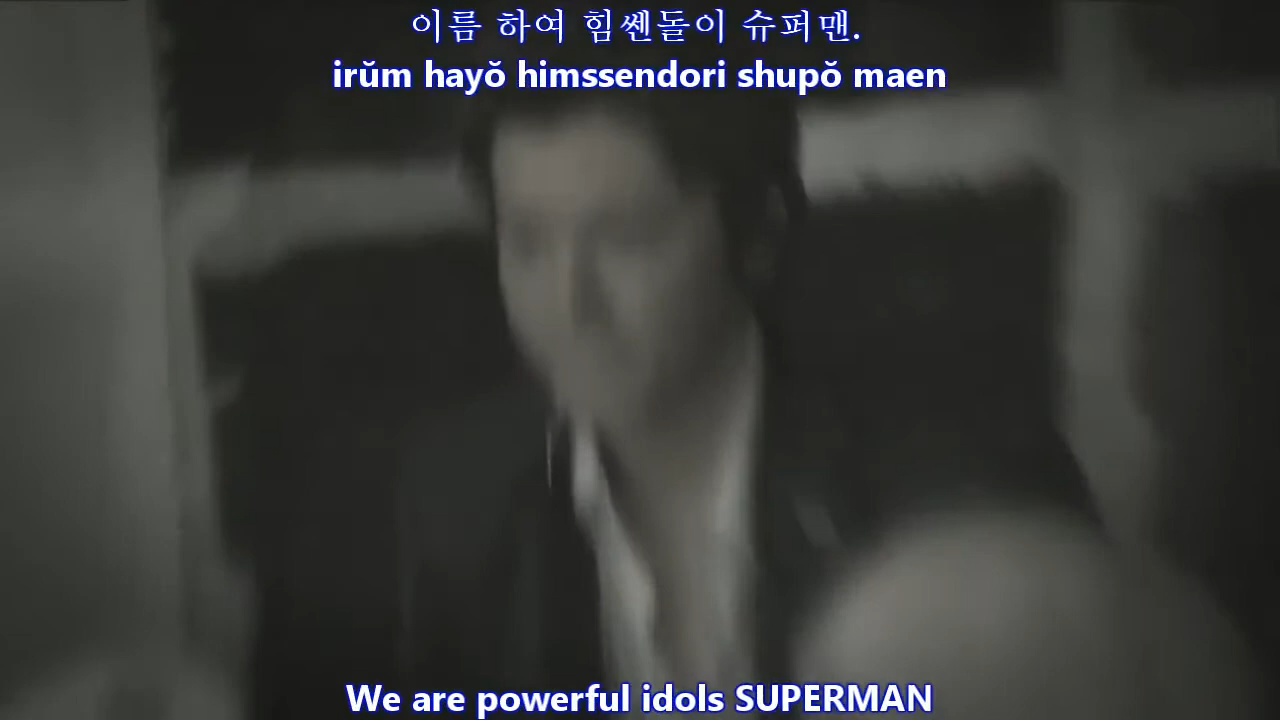 이름 하여 힘쎈돌이 슈퍼맨.
irŭm hayŏ himssendori shupŏ maen
We are powerful idols SUPERMAN